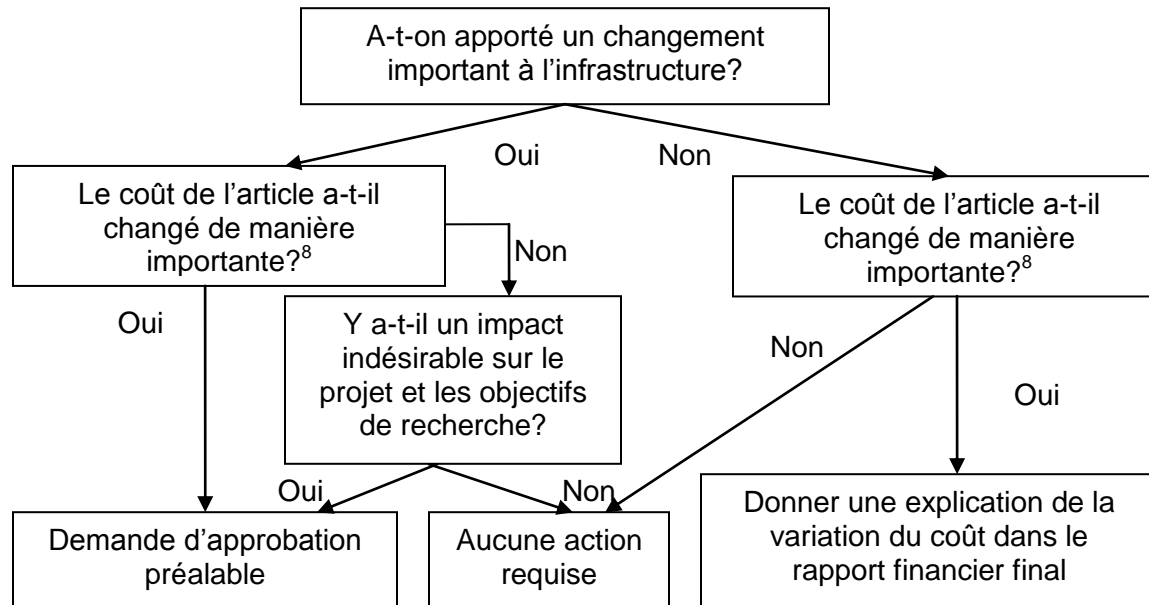 A-t-on apporté un changement
important à l'infrastructure?
Oui
Non
Le coût de l'article a-t-il
changé de manière
importante?8
Le coût de l'article a-t-il
changé de manière
importante?8
Non
Oui
Y a-t-il un impact
indésirable sur le
projet et les objectifs
de recherche?
Non
Oui
Oui
Non
Demande d'approbation
préalable
Aucune action
requise
Donner une explication de la
variation du coût dans le
rapport financier final